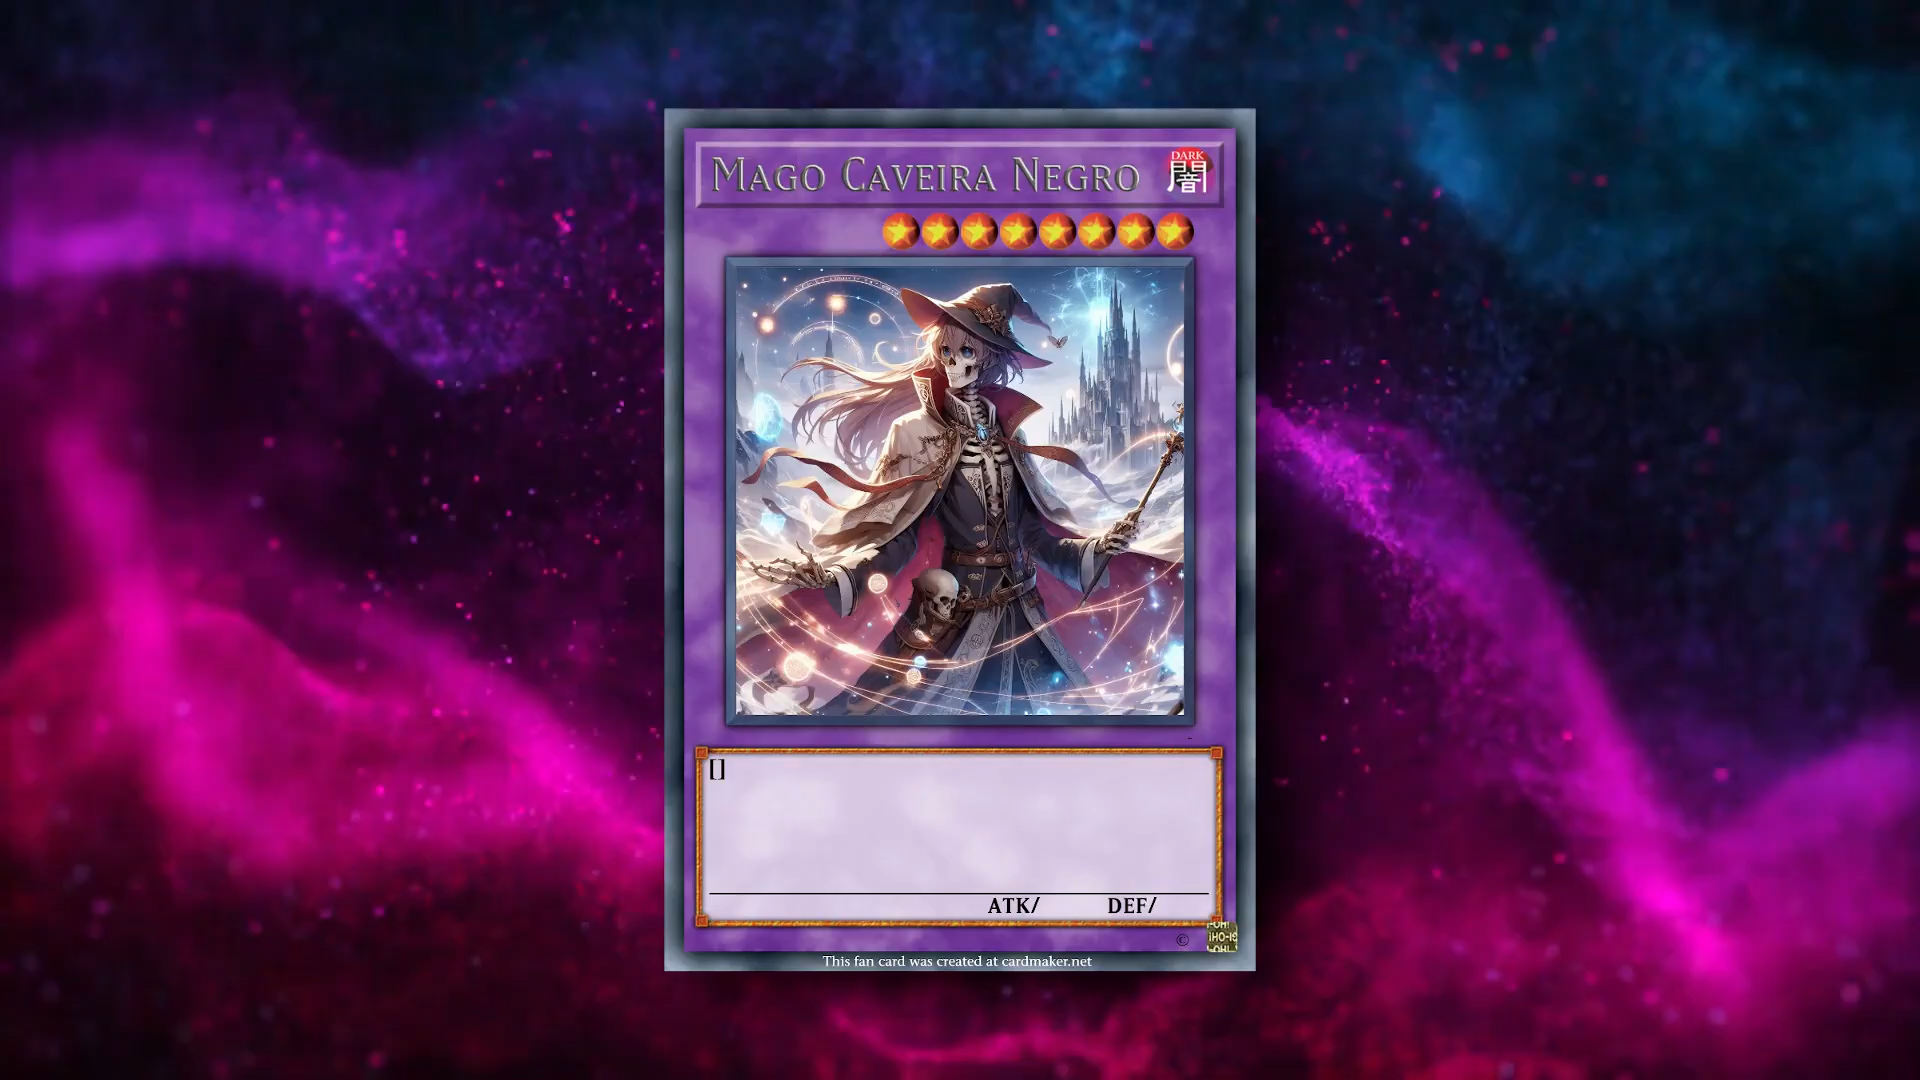 Mago Caveira Negro
DARK
闇
[]
ATK/ DEF/
©
This fan card was created at cardmaker.net